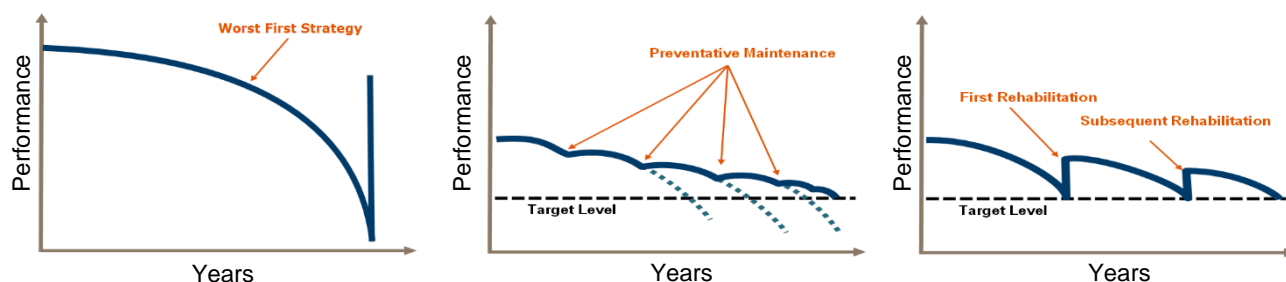 Worst First Strategy
Performance
Years
Preventative Maintenance
Performance
Target Level
Years
First Rehabilitation
Subsequent Rehabilitation
Performance
Target Level
Years